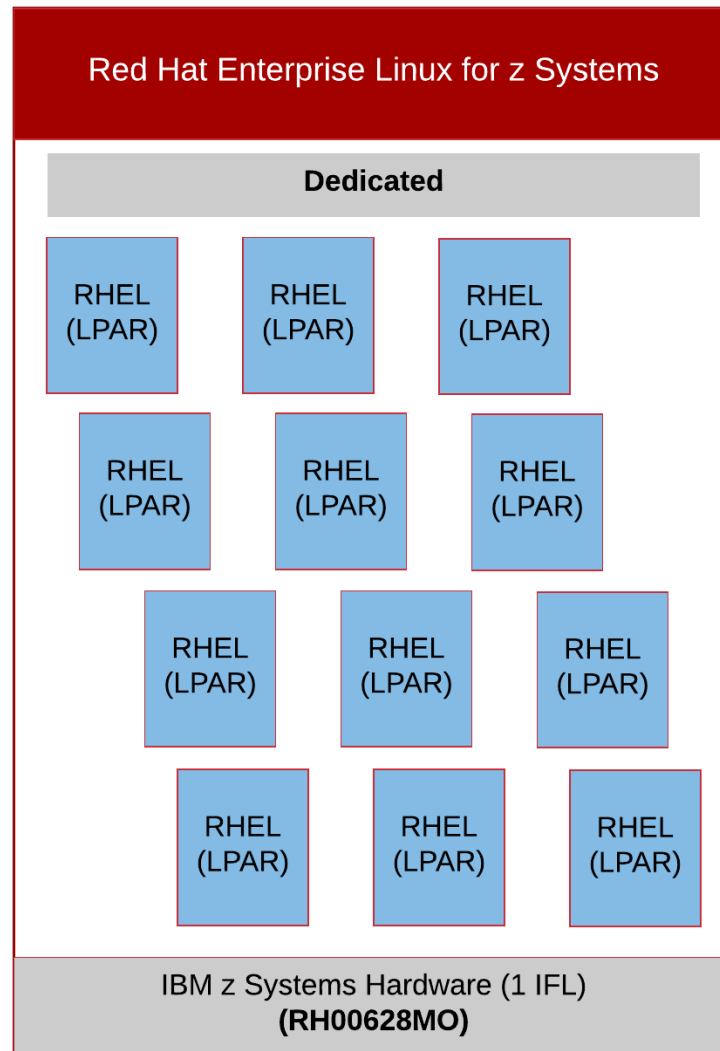 Red Hat Enterprise Linux for z Systems
Dedicated
RHEL
(LPAR)
RHEL
(LPAR)
RHEL
(LPAR)
RHEL
(LPAR)
RHEL
(LPAR)
RHEL
(LPAR)
RHEL
(LPAR)
RHEL
(LPAR)
RHEL
(LPAR)
RHEL
(LPAR)
RHEL
(LPAR)
RHEL
(LPAR)
IBM z Systems Hardware (1 IFL)
(RH00628MO)